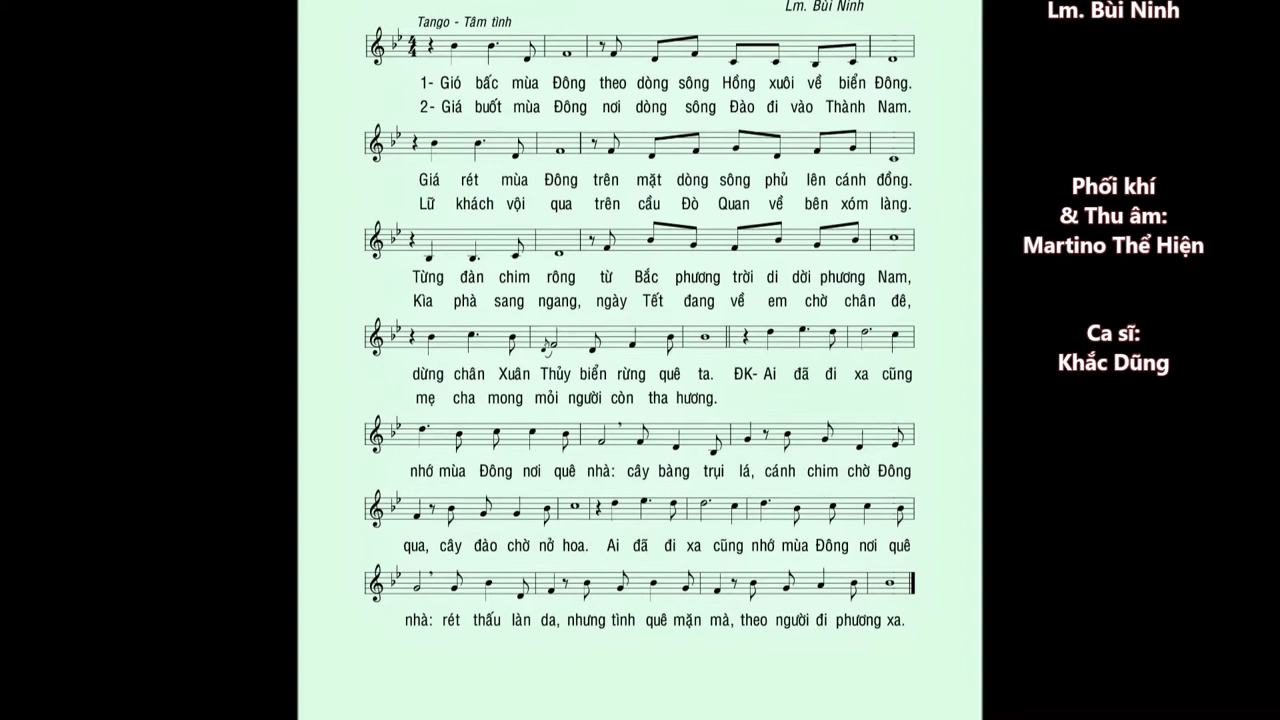 Lm. Bùi Ninh
Tango - Tâm tình
1- Gió bấc mùa Đông theo dòng sông Hồng xuôi về biển Đông.
2- Giá buốt mùa Đông nơi dòng sông Đào đi vào Thành Nam.
Giá rét mùa Đông trên mặt dòng sông phủ lên cánh đồng.
Lữ khách vội qua trên cầu Đò Quan về bên xóm làng.
Từng đàn chim rông từ Bắc phương trời di dời phương Nam,
Kìa phà sang ngang, ngày Tết đang về em chờ chân đê,
dừng chân Xuân Thủy biển rừng quê ta. ĐK- Ai đã đi xa cũng
mẹ cha mong mỏi người còn tha hương.
nhớ mùa Đông nơi quê nhà: cây bàng trụi lá, cánh chim chờ Đông
qua, cây đào chờ nở hoa. Ai đã đi xa cũng nhớ mùa Đông nơi quê
nhà: rét thấu làn da, nhưng tình quê mặn mà, theo người đi phương xa.
Lm. Bùi Ninh
Phối khí
& Thu âm:
Martino Thể Hiện
Ca sĩ:
Khắc Dũng